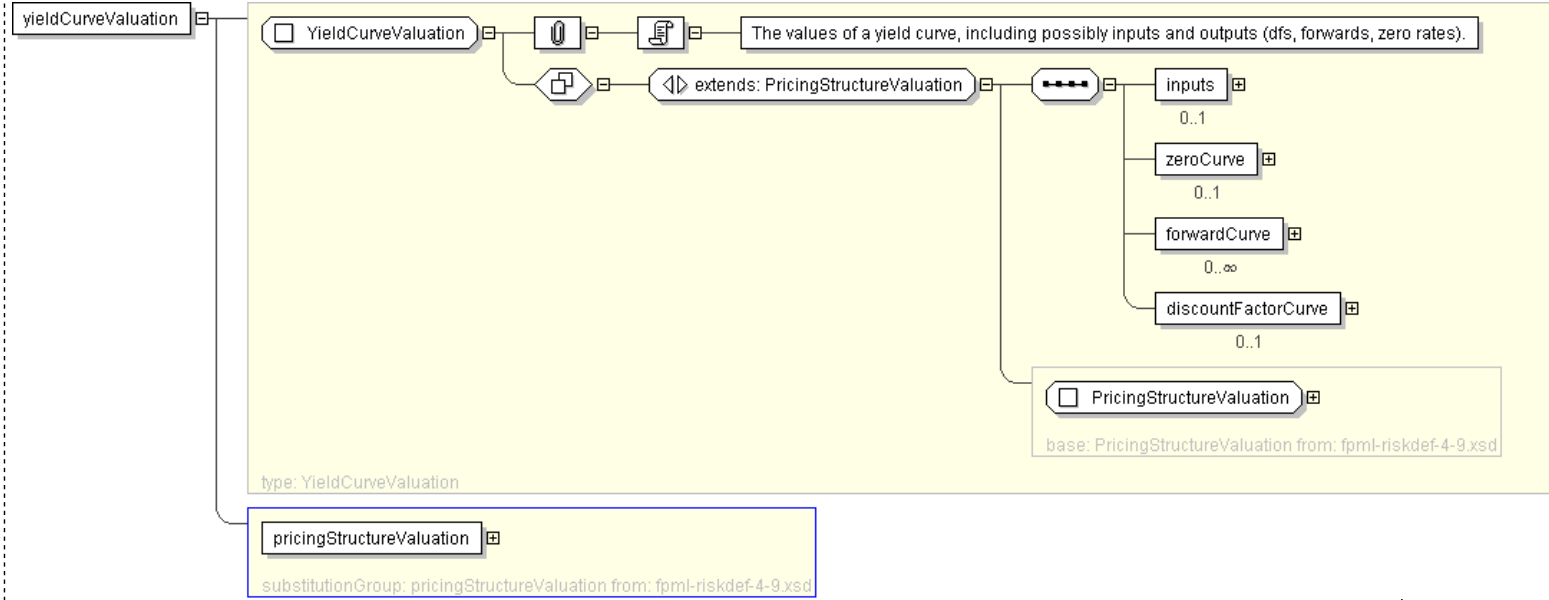 yieldCurveValuation
YieldCurveValuation
The values of a yield curve, including possibly inputs and outputs (dfs, forwards, zero rates).
extends: PricingStructureValuation
inputs
0..1
zeroCurve
0..1
forwardCurve
0..∞
discountFactorCurve
0..1
PricingStructureValuation
base: PricingStructureValuation from: fpml-riskdef-4-9.xsd
type: YieldCurveValuation
pricingStructureValuation
substitutionGroup: pricingStructureValuation from: fpml-riskdef-4-9.xsd